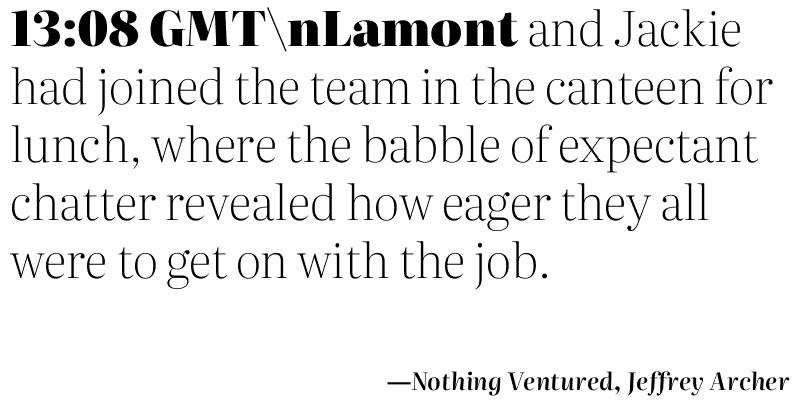 13:08 GMT\nLamont and Jackie
had joined the team in the canteen for
lunch, where the babble of expectant
chatter revealed how eager they all
were to get on with the job.
—Nothing Ventured, Jeffrey Archer